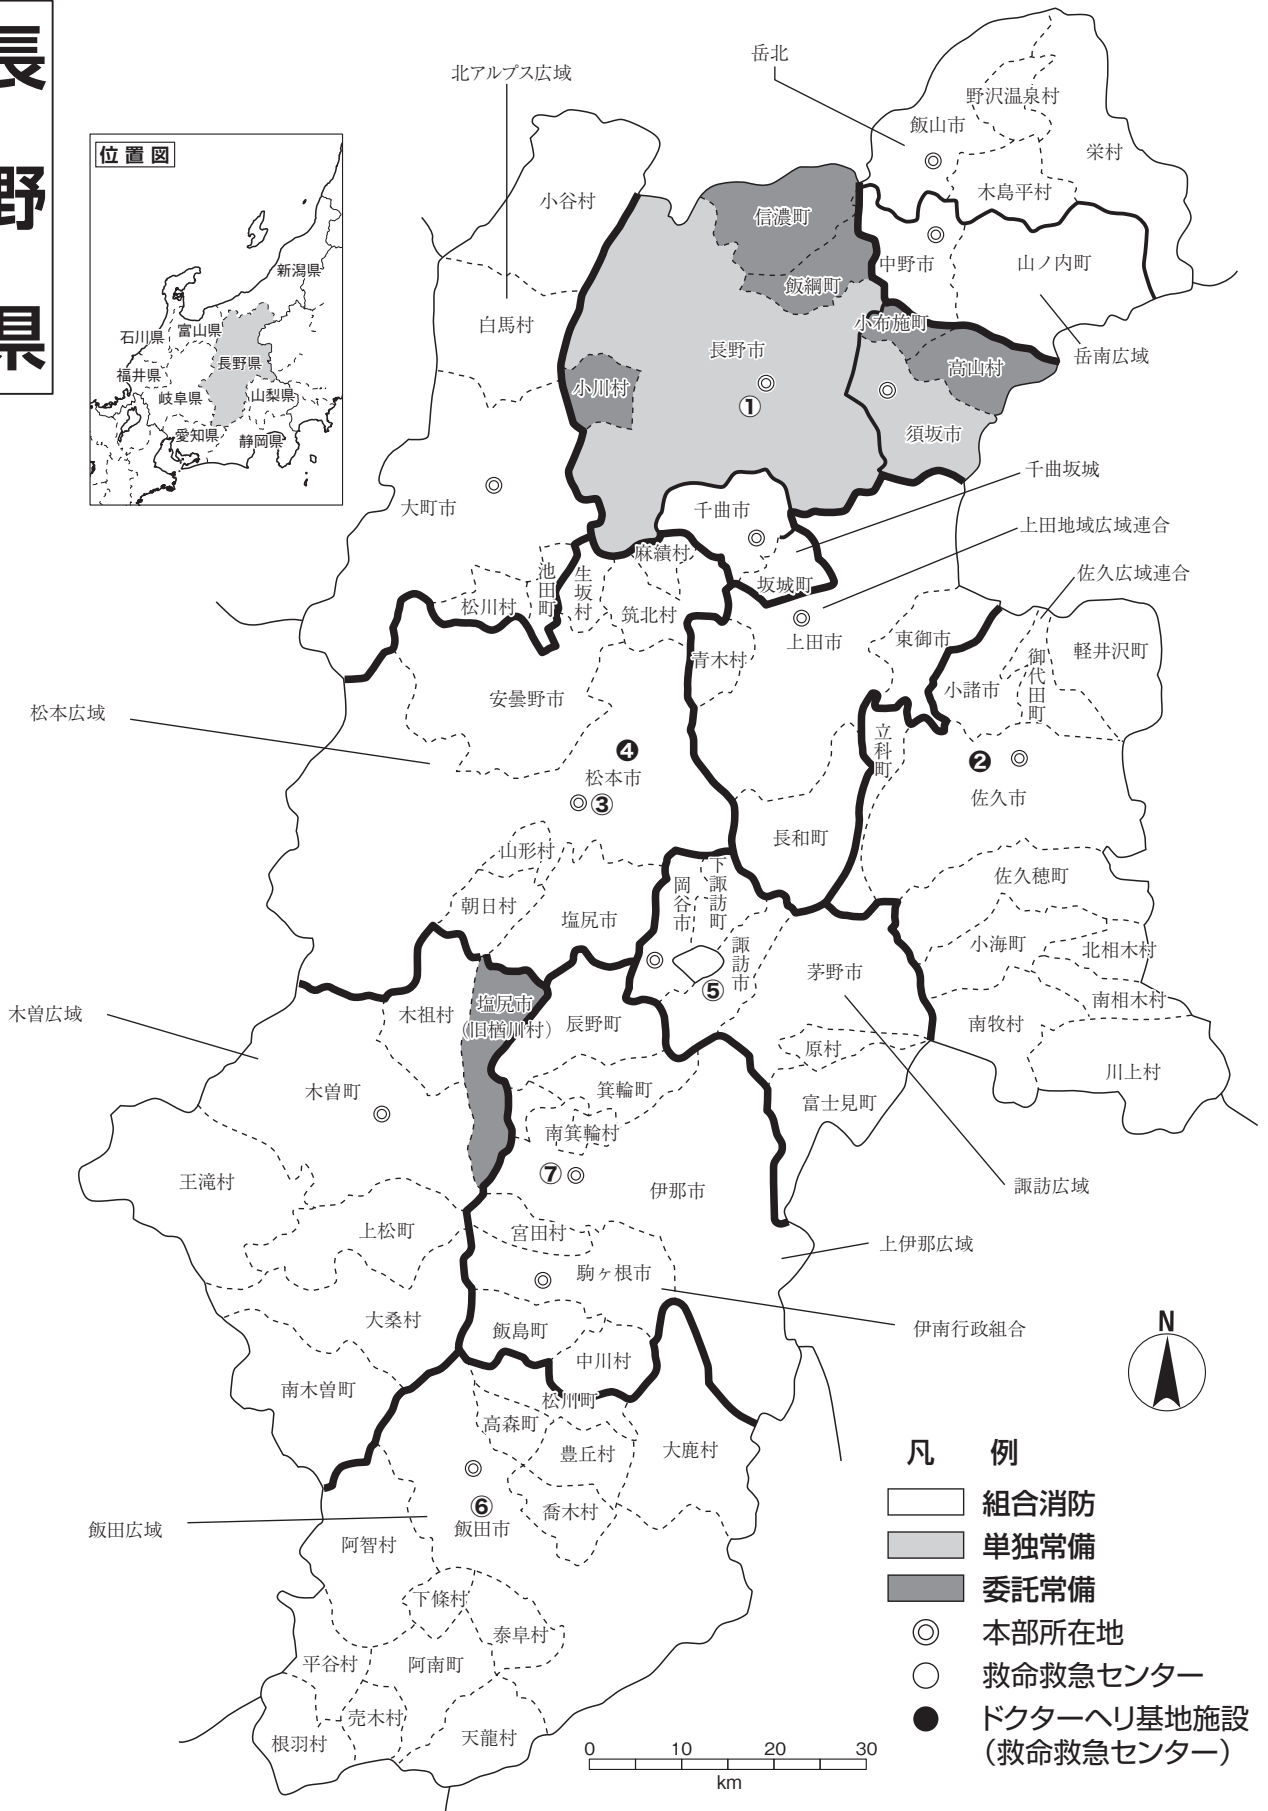 長野県
位置図
新潟県
石川県
富山県
長野県
福井県
岐阜県
山梨県
愛知県
静岡県
北アルプス広域
岳北
野沢温泉村
飯山市
栄村
木島平村
小谷村
信濃町
中野市
山ノ内町
飯綱町
白馬村
小布施町
長野市
岳南広域
小川村
高山村
①
須坂市
千曲坂城
大町市
千曲市
上田地域広域連合
麻績村
池田町
生坂村
坂城町
佐久広域連合
松川村
筑北村
上田市
東御市
青木村
軽井沢町
御代田町
小諸市
安曇野市
松本広域
立科町
❹
松本市
③
❷
佐久市
長和町
山形村
下諏訪町
岡谷市
佐久穂町
朝日村
塩尻市
諏訪市
小海町
北相木村
茅野市
⑤
南相木村
木曽広域
木祖村
塩尻市
(旧楢川村)
辰野町
南牧村
原村
川上村
木曽町
箕輪町
富士見町
南箕輪村
⑦
王滝村
伊那市
諏訪広域
上松町
宮田村
上伊那広域
駒ヶ根市
大桑村
飯島町
伊南行政組合
中川村
南木曽町
松川町
高森町
豊丘村
大鹿村
⑥
喬木村
飯田広域
飯田市
阿智村
下條村
泰阜村
平谷村
阿南町
売木村
天龍村
根羽村
N
凡例
組合消防
単独常備
委託常備
本部所在地
救命救急センター
ドクターヘリ基地施設
(救命救急センター)
0 10 20 30
km